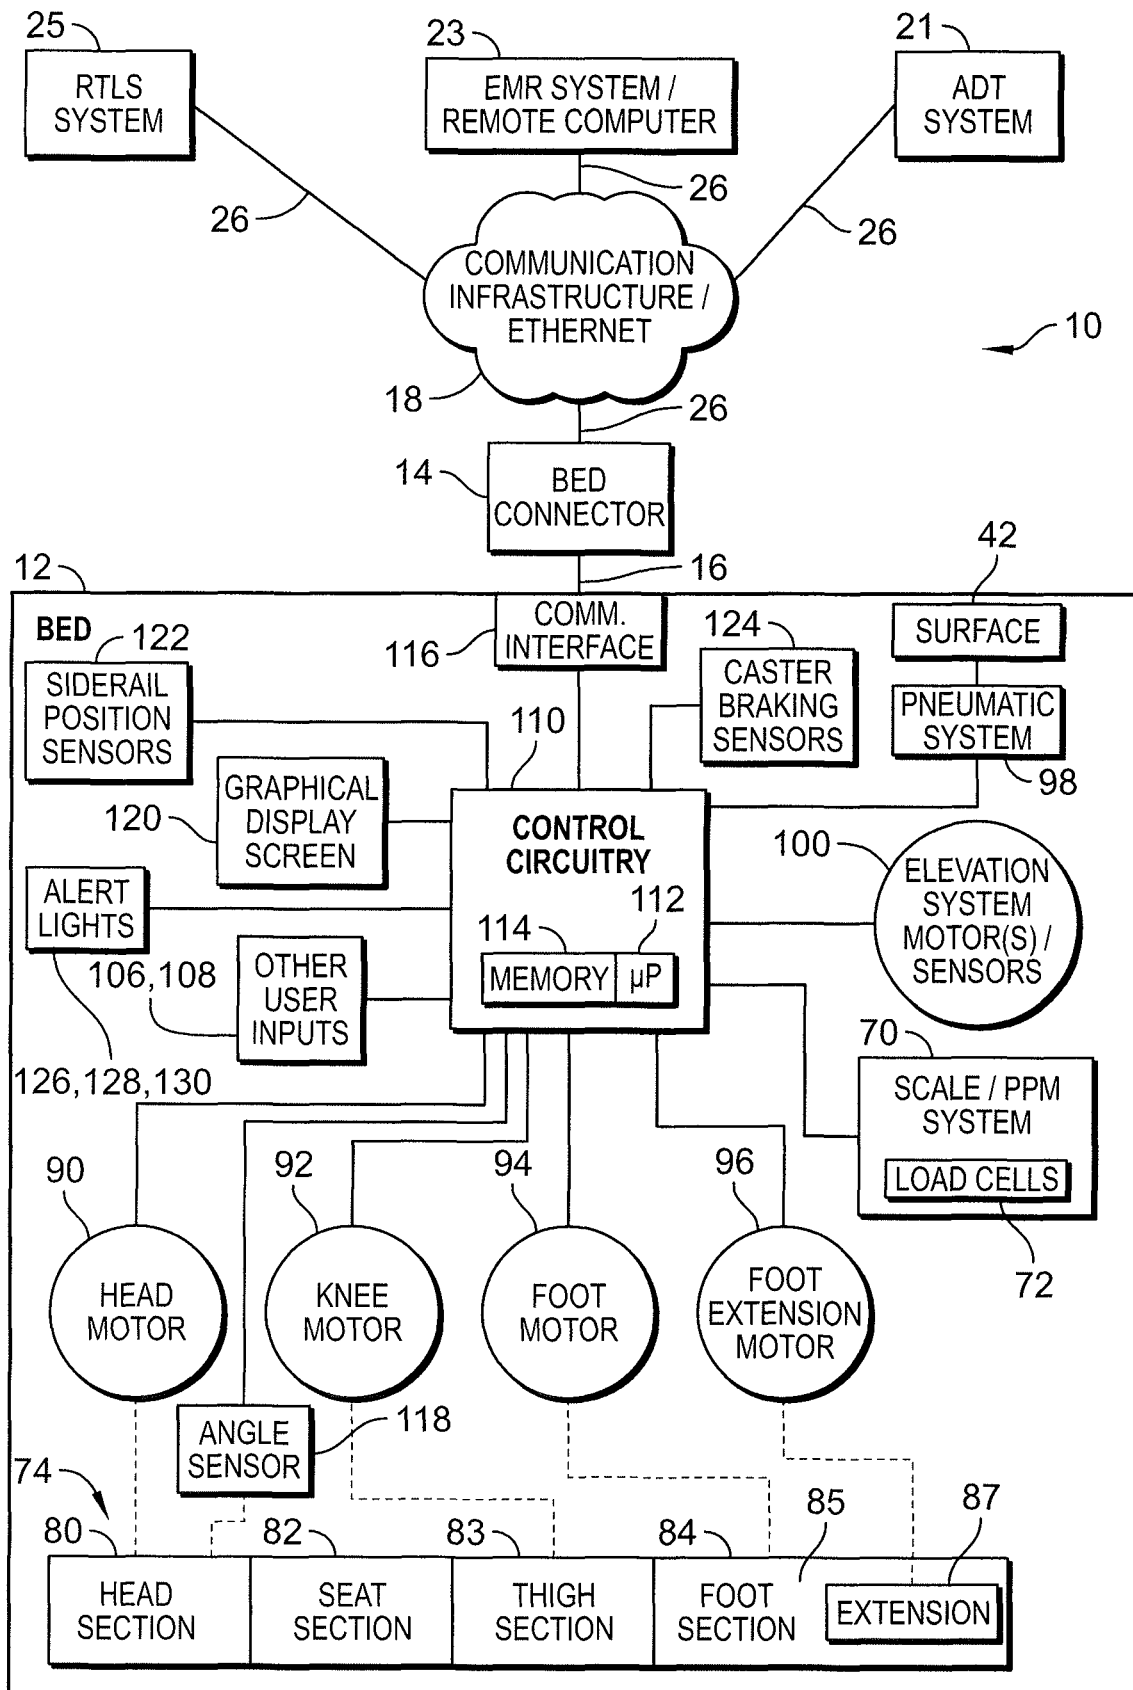 25
RTLS
SYSTEM
23
EMR SYSTEM /
REMOTE COMPUTER
21
ADT
SYSTEM
26
26
26
COMMUNICATION
INFRASTRUCTURE /
ETHERNET
10
18
26
14
BED
CONNECTOR
12
16
42
BED
122
SIDERAIL
POSITION
SENSORS
116
COMM.
INTERFACE
124
CASTER
BRAKING
SENSORS
SURFACE
PNEUMATIC
SYSTEM
98
110
120
GRAPHICAL
DISPLAY
SCREEN
CONTROL
CIRCUITRY
114
112
MEMORY
µP
100
ELEVATION
SYSTEM
MOTOR(S) /
SENSORS
ALERT
LIGHTS
106,108
OTHER
USER
INPUTS
126,128,130
70
SCALE / PPM
SYSTEM
LOAD CELLS
72
90
HEAD
MOTOR
92
KNEE
MOTOR
94
FOOT
MOTOR
96
FOOT
EXTENSION
MOTOR
ANGLE
SENSOR
118
74
80
HEAD
SECTION
82
SEAT
SECTION
83
THIGH
SECTION
84
FOOT
SECTION
85
87
EXTENSION